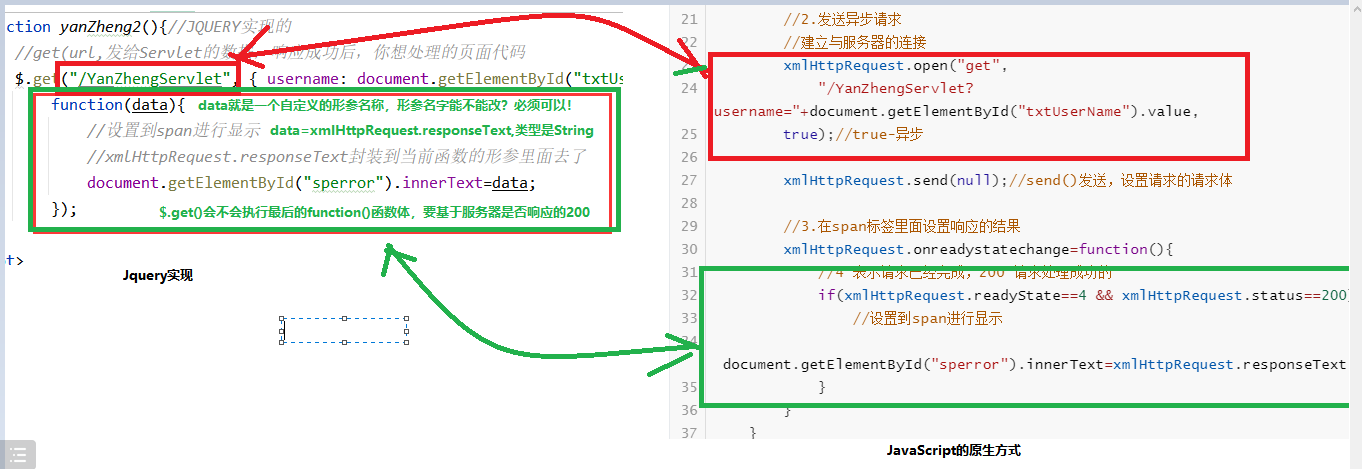 ction yanZheng2(){//JQUERY实现的
//get(url,发给Servlet的数 响应成功后，你想处理的页面代码
$.get("/YanZhengServlet", { username: document.getElementById("txtUs
function(data){ data就是一个自定义的形参名称，形参名字能不能改？必须可以！
//设置到span进行显示 data=xmlHttpRequest.responseText,类型是String
//xmlHttpRequest.responseText封装到当前函数的形参里面去了
document.getElementById("sperror").innerText=data;
}); $.get()会不会执行最后的function()函数体，要基于服务器是否响应的200
t>
Jquery实现
21 //2.发送异步请求
22 //建立与服务器的连接
xmlHttpRequest.open("get",
24 "/YanZhengServlet?
username="+document.getElementById("txtUserName").value,
25 true);//true-异步
26
27 xmlHttpRequest.send(null);//send()发送，设置请求的请求体
28
29 //3.在span标签里面设置响应的结果
30 xmlHttpRequest.onreadystatechange=function(){
31 //4 表示请求已经完成，200 请求处理成功的
32 if(xmlHttpRequest.readyState==4 && xmlHttpRequest.status==200)
33 //设置到span进行显示
34
document.getElementById("sperror").innerText=xmlHttpRequest.responseText
35 }
36 }
37 }
JavaScript的原生方式